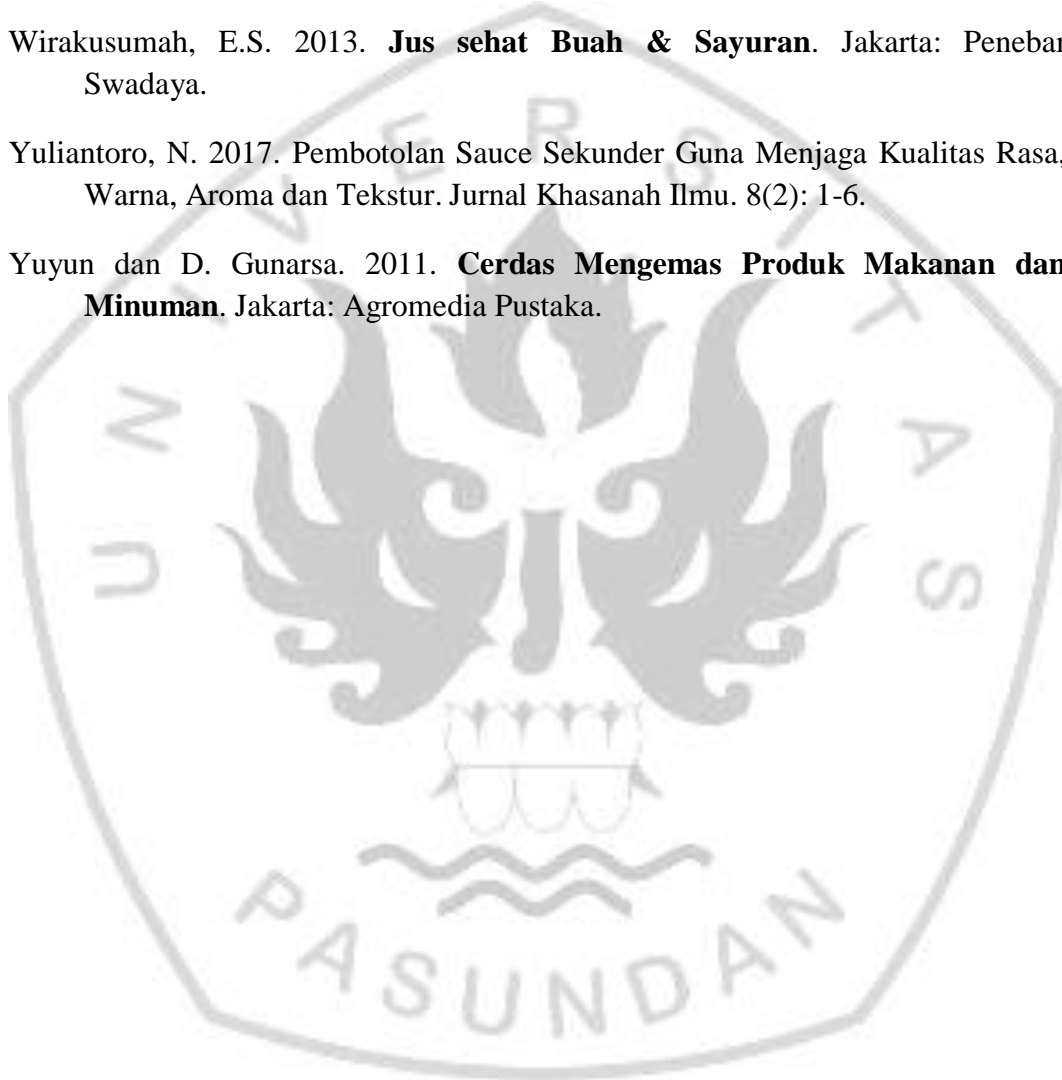 Wirakusumah, E.S. 2013. Jus sehat Buah & Sayuran. Jakarta: Penebar
Swadaya.
Yuliantoro, N. 2017. Pembotolan Sauce Sekunder Guna Menjaga Kualitas Rasa,
Warna, Aroma dan Tekstur. Jurnal Khasanah Ilmu. 8(2): 1-6.
Yuyun dan D. Gunarsa. 2011. Cerdas Mengemas Produk Makanan dan
Minuman. Jakarta: Agromedia Pustaka.
UNIVERSITAS
PASUNDAN